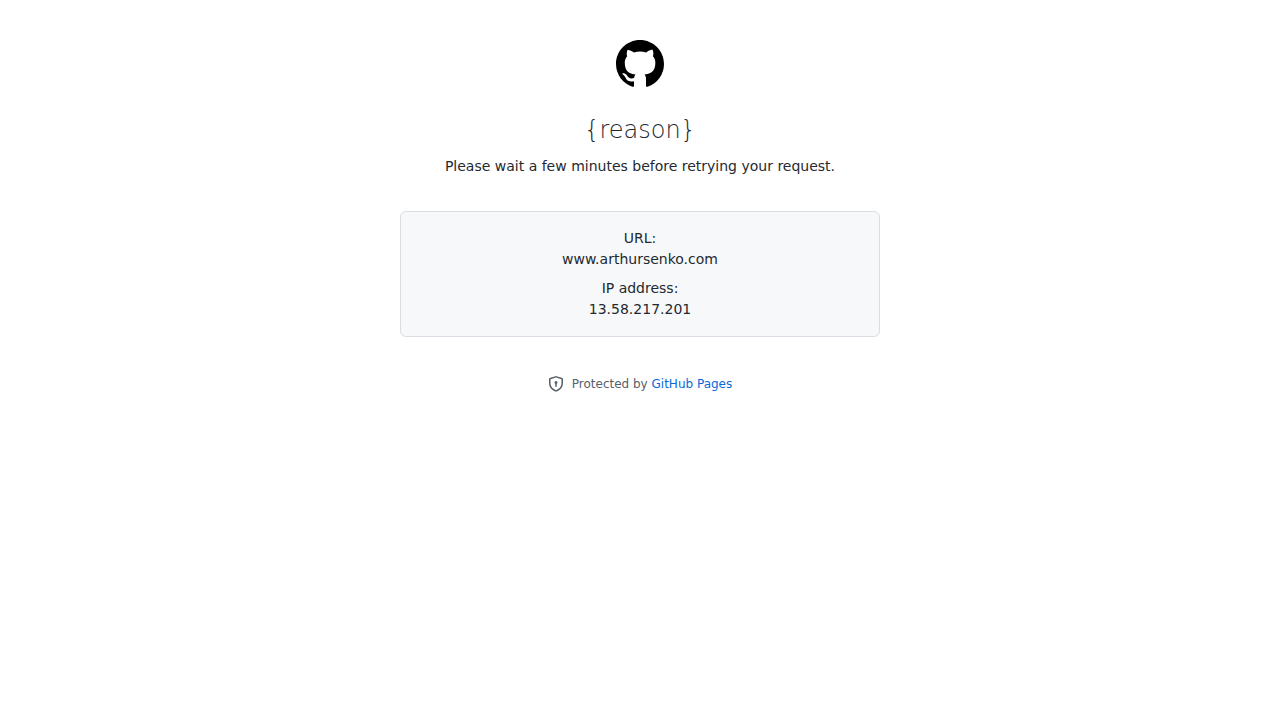 {reason}
Please wait a few minutes before retrying your request.
URL:
www.arthursenko.com
IP address:
13.58.217.201
Protected by GitHub Pages